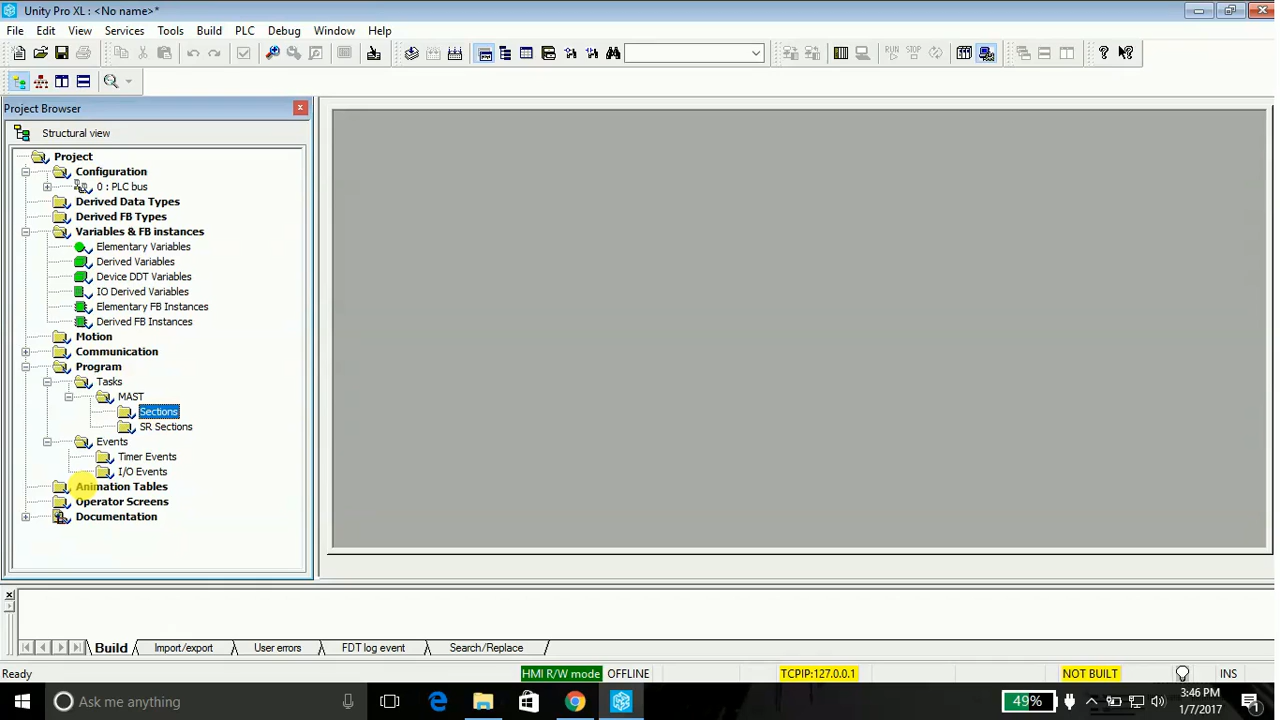 Unity Pro XL : <No name>*
File Edit View Services Tools Build PLC Debug Window Help
RUN STOP
Project Browser
Structural view
Project
Configuration
0 : PLC bus
Derived Data Types
Derived FB Types
Variables & FB instances
Elementary Variables
Derived Variables
Device DDT Variables
IO Derived Variables
Elementary FB Instances
Derived FB Instances
Motion
Communication
Program
Tasks
MAST
Sections
SR Sections
Events
Timer Events
I/O Events
Animation Tables
Operator Screens
Documentation
Build Import/export User errors FDT log event Search/Replace
Ready HMI R/W mode OFFLINE TCPIP:127.0.0.1 NOT BUILT INS
Ask me anything 49% 3:46 PM
1/7/2017